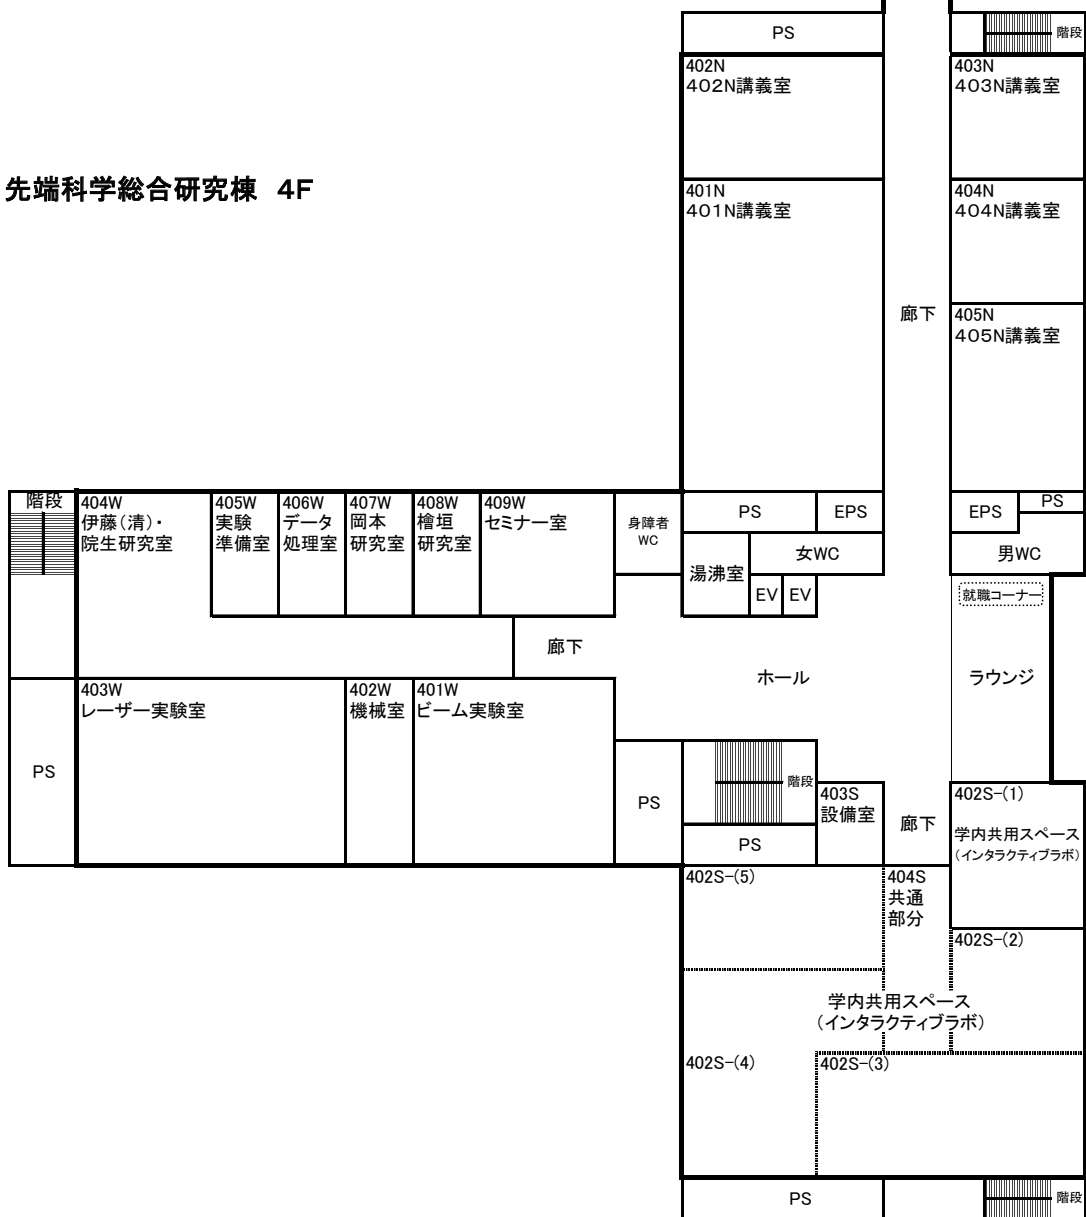 PS
階段
402N
402N講義室
403N
403N講義室
先端科学総合研究棟 4F
401N
401N講義室
404N
404N講義室
廊下
405N
405N講義室
階段
404W
伊藤(清)・
院生研究室
405W
実験
準備室
406W
データ
処理室
407W
岡本
研究室
408W
檜垣
研究室
409W
セミナー室
身障者
WC
PS
EPS
EPS
PS
湯沸室
女WC
男WC
EV
EV
就職コーナー
廊下
ホール
ラウンジ
403W
レーザー実験室
402W
機械室
401W
ビーム実験室
PS
PS
階段
PS
403S
設備室
廊下
402S-(1)
学内共用スペース
(インタラクティブラボ)
402S-(5)
404S
共通
部分
402S-(2)
学内共用スペース
(インタラクティブラボ)
402S-(4)
402S-(3)
PS
階段